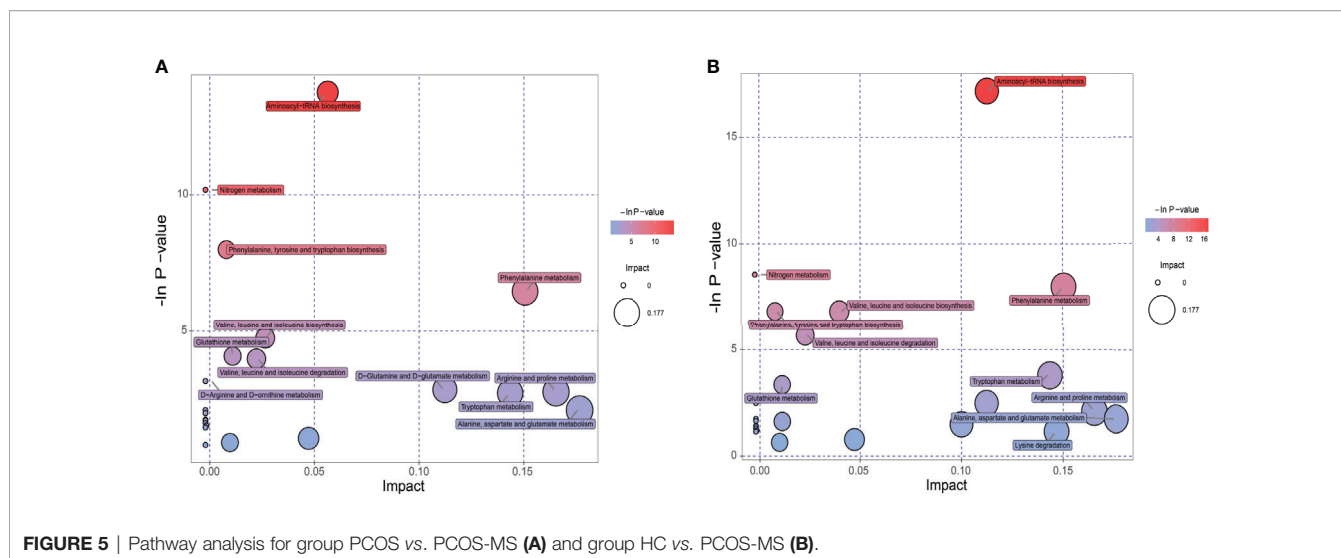 A
Aminoacyl-tRNA biosynthesis
Nitrogen metabolism
Phenylalanine, tyrosine and tryptophan biosynthesis
Phenylalanine metabolism
Valine, leucine and isoleucine biosynthesis
Glutathione metabolism
Valine, leucine and isoleucine degradation
D-Glutamine and D-glutamate metabolism
Arginine and proline metabolism
D-Arginine and D-ornithine metabolism
Tryptophan metabolism
Alanine, aspartate and glutamate metabolism
10
5
-ln P -value
0.00
0.05
0.10
0.15
Impact
-ln P-value
5
10
Impact
0
0.177
B
Aminoacyl-tRNA biosynthesis
Nitrogen metabolism
Phenylalanine metabolism
Valine, leucine and isoleucine biosynthesis
Phenylalanine, tyrosine and tryptophan biosynthesis
Valine, leucine and isoleucine degradation
Tryptophan metabolism
Glutathione metabolism
Arginine and proline metabolism
Alanine, aspartate and glutamate metabolism
Lysine degradation
15
10
5
0
-ln P -value
0.00
0.05
0.10
0.15
Impact
-ln P-value
4 8 12 16
Impact
0
0.177
FIGURE 5 | Pathway analysis for group PCOS vs. PCOS-MS (A) and group HC vs. PCOS-MS (B).